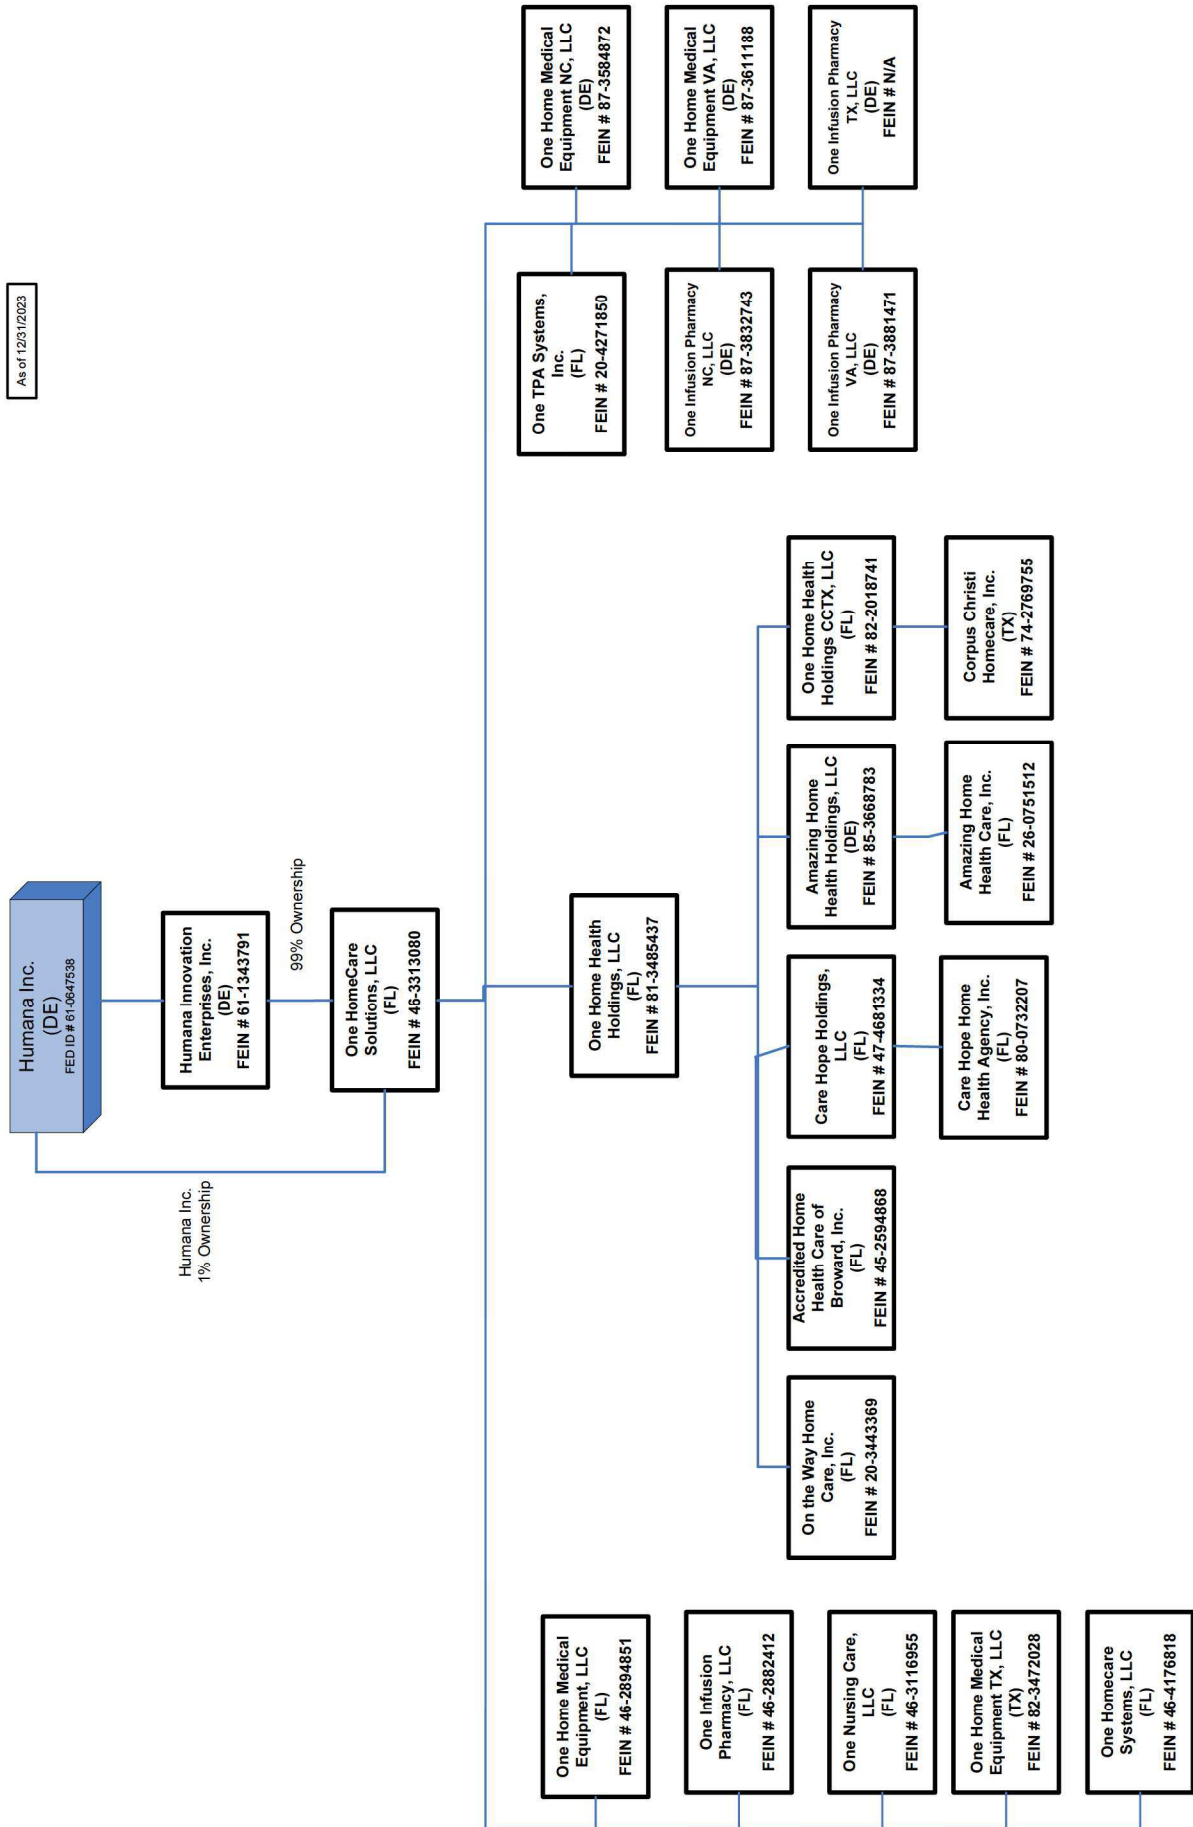 As of 12/31/2023
Humana Inc.
(DE)
FED ID # 61-0647538
Humana Inc.
1% Ownership
Humana Innovation
Enterprises, Inc.
(DE)
FEIN # 61-1343791
99% Ownership
One HomeCare
Solutions, LLC
(FL)
FEIN # 46-3313080
One Home Medical
Equipment, LLC
(FL)
FEIN # 46-2894851
One Infusion
Pharmacy, LLC
(FL)
FEIN # 46-2882412
One Nursing Care,
LLC
(FL)
FEIN # 46-3116955
One Home Medical
Equipment TX, LLC
(TX)
FEIN # 82-3472028
One Homecare
Systems, LLC
(FL)
FEIN # 46-4176818
One Home Health
Holdings, LLC
(FL)
FEIN # 81-3485437
On the Way Home
Care, Inc.
(FL)
FEIN # 20-3443369
Accredited Home
Health Care of
Broward, Inc.
(FL)
FEIN # 45-2594868
Care Hope Holdings,
LLC
(FL)
FEIN # 47-4681334
Care Hope Home
Health Agency, Inc.
(FL)
FEIN # 80-0732207
Amazing Home
Health Holdings, LLC
(DE)
FEIN # 85-3668783
Amazing Home
Health Care, Inc.
(FL)
FEIN # 26-0751512
One Home Health
Holdings CCTX, LLC
(FL)
FEIN # 82-2018741
Corpus Christi
Homecare, Inc.
(TX)
FEIN # 74-2769755
One TPA Systems,
Inc.
(FL)
FEIN # 20-4271850
One Home Medical
Equipment NC, LLC
(DE)
FEIN # 87-3584872
One Infusion Pharmacy
NC, LLC
(DE)
FEIN # 87-3832743
One Home Medical
Equipment VA, LLC
(DE)
FEIN # 87-3611188
One Infusion Pharmacy
VA, LLC
(DE)
FEIN # 87-3881471
One Infusion Pharmacy
TX, LLC
(DE)
FEIN # N/A